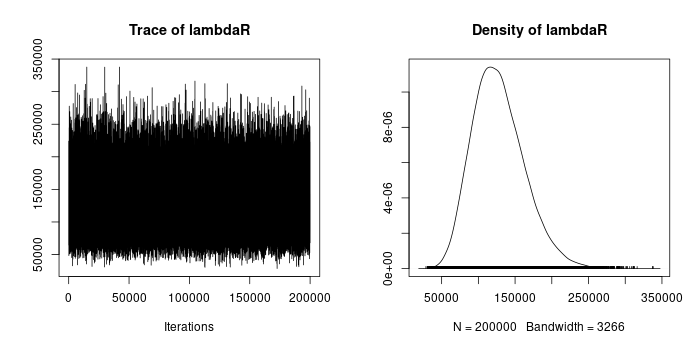 Trace of lambdaR
350000
250000
150000
50000
0 50000 100000 150000 200000
Iterations
Density of lambdaR
8e-06
4e-06
0e+00
50000 150000 250000 350000
N = 200000 Bandwidth = 3266